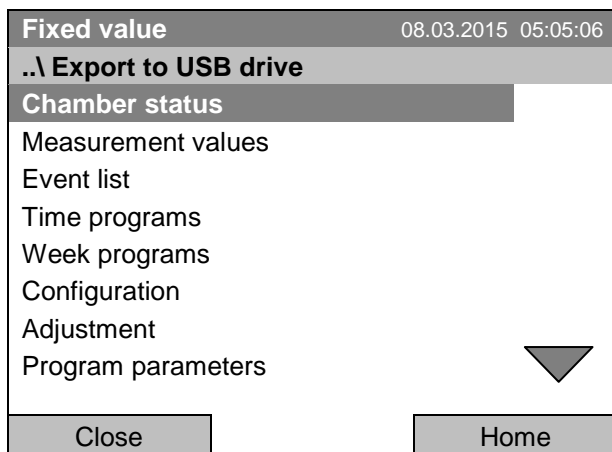 Fixed value 08.03.2015 05:05:06
..\ Export to USB drive
Chamber status
Measurement values
Event list
Time programs
Week programs
Configuration
Adjustment
Program parameters
Close Home